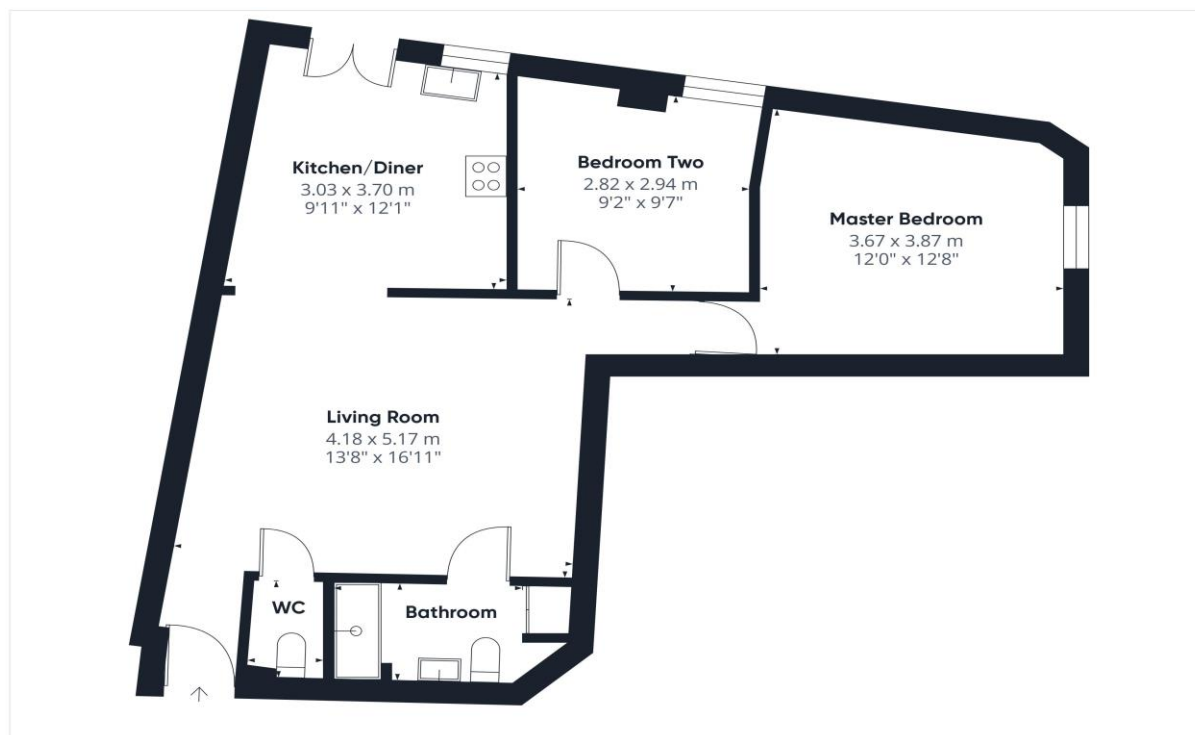 Kitchen/Diner
3.03 x 3.70 m
9'11" x 12'1"
Bedroom Two
2.82 x 2.94 m
9'2" x 9'7"
Master Bedroom
3.67 x 3.87 m
12'0" x 12'8"
Living Room
4.18 x 5.17 m
13'8" x 16'11"
WC
Bathroom